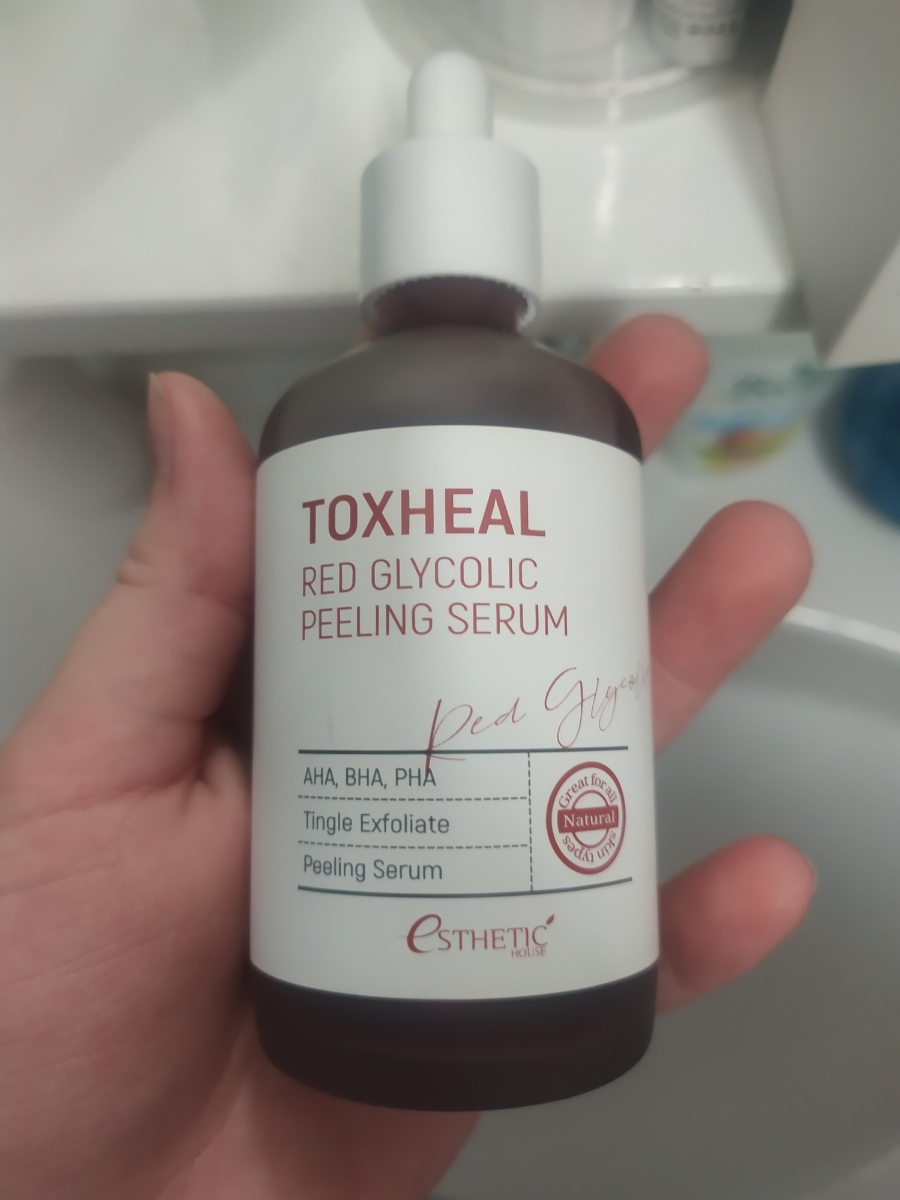 TOXHEAL
RED GLYCOLIC
PEELING SERUM
Red
AHA, BHA, PHA
Tingle Exfoliate
Peeling Serum
Great for all
Natural
skin types
eSTHETIC
HOUSE